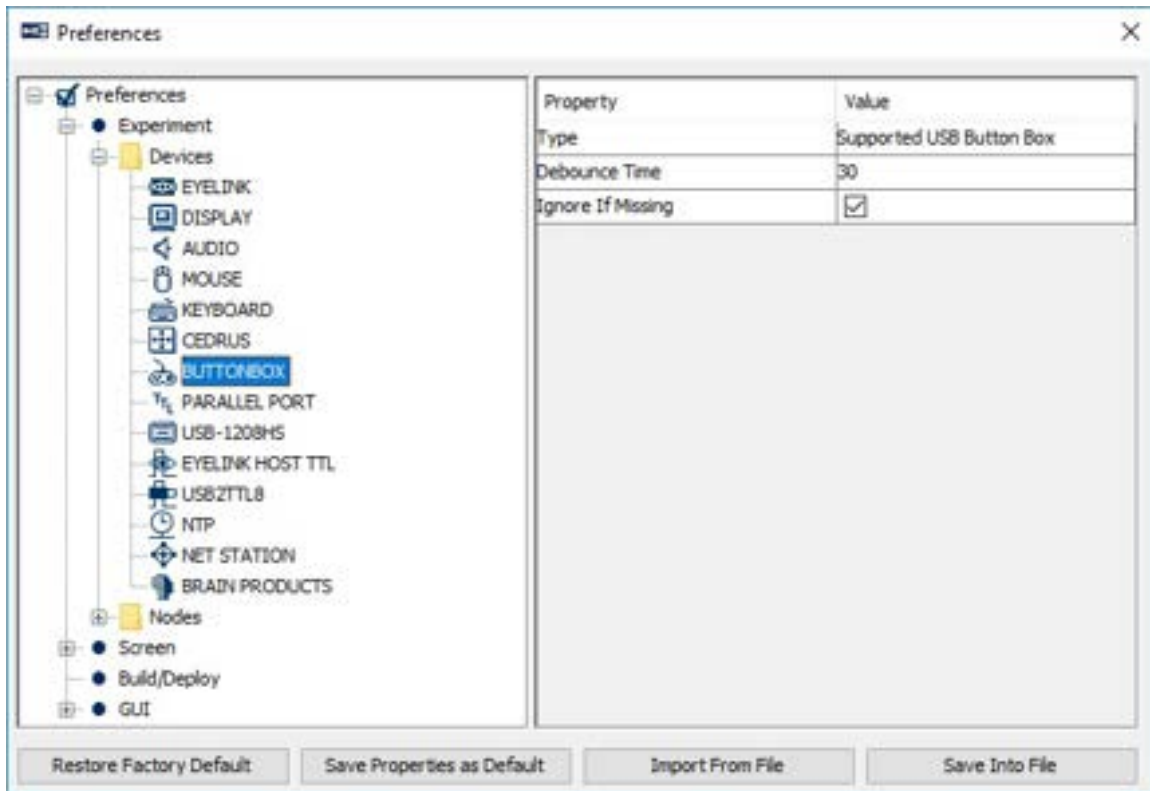 Preferences
Preferences
Experiment
Devices
EYELINK
DISPLAY
AUDIO
MOUSE
KEYBOARD
CEDRUS
BUTTONBOX
PARALLEL PORT
USB-1208HS
EYELINK HOST TTL
USB2TTL8
NTP
NET STATION
BRAIN PRODUCTS
Nodes
Screen
Build/Deploy
GUI
Property Value
Type Supported USB Button Box
Debounce Time 30
Ignore If Missing
Restore Factory Default Save Properties as Default Import From File Save Into File